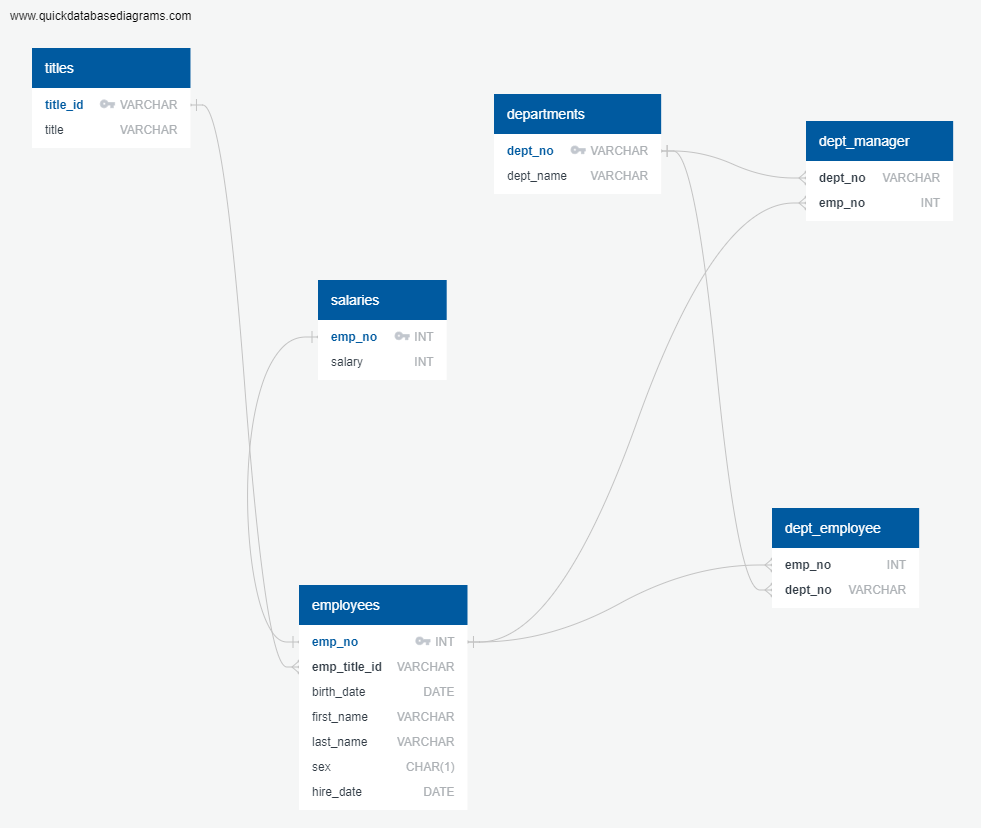 www.quickdatabasediagrams.com
titles
title_id VARCHAR
title VARCHAR
departments
dept_no VARCHAR
dept_name VARCHAR
dept_manager
dept_no VARCHAR
emp_no INT
salaries
emp_no INT
salary INT
dept_employee
emp_no INT
dept_no VARCHAR
employees
emp_no INT
emp_title_id VARCHAR
birth_date DATE
first_name VARCHAR
last_name VARCHAR
sex CHAR(1)
hire_date DATE